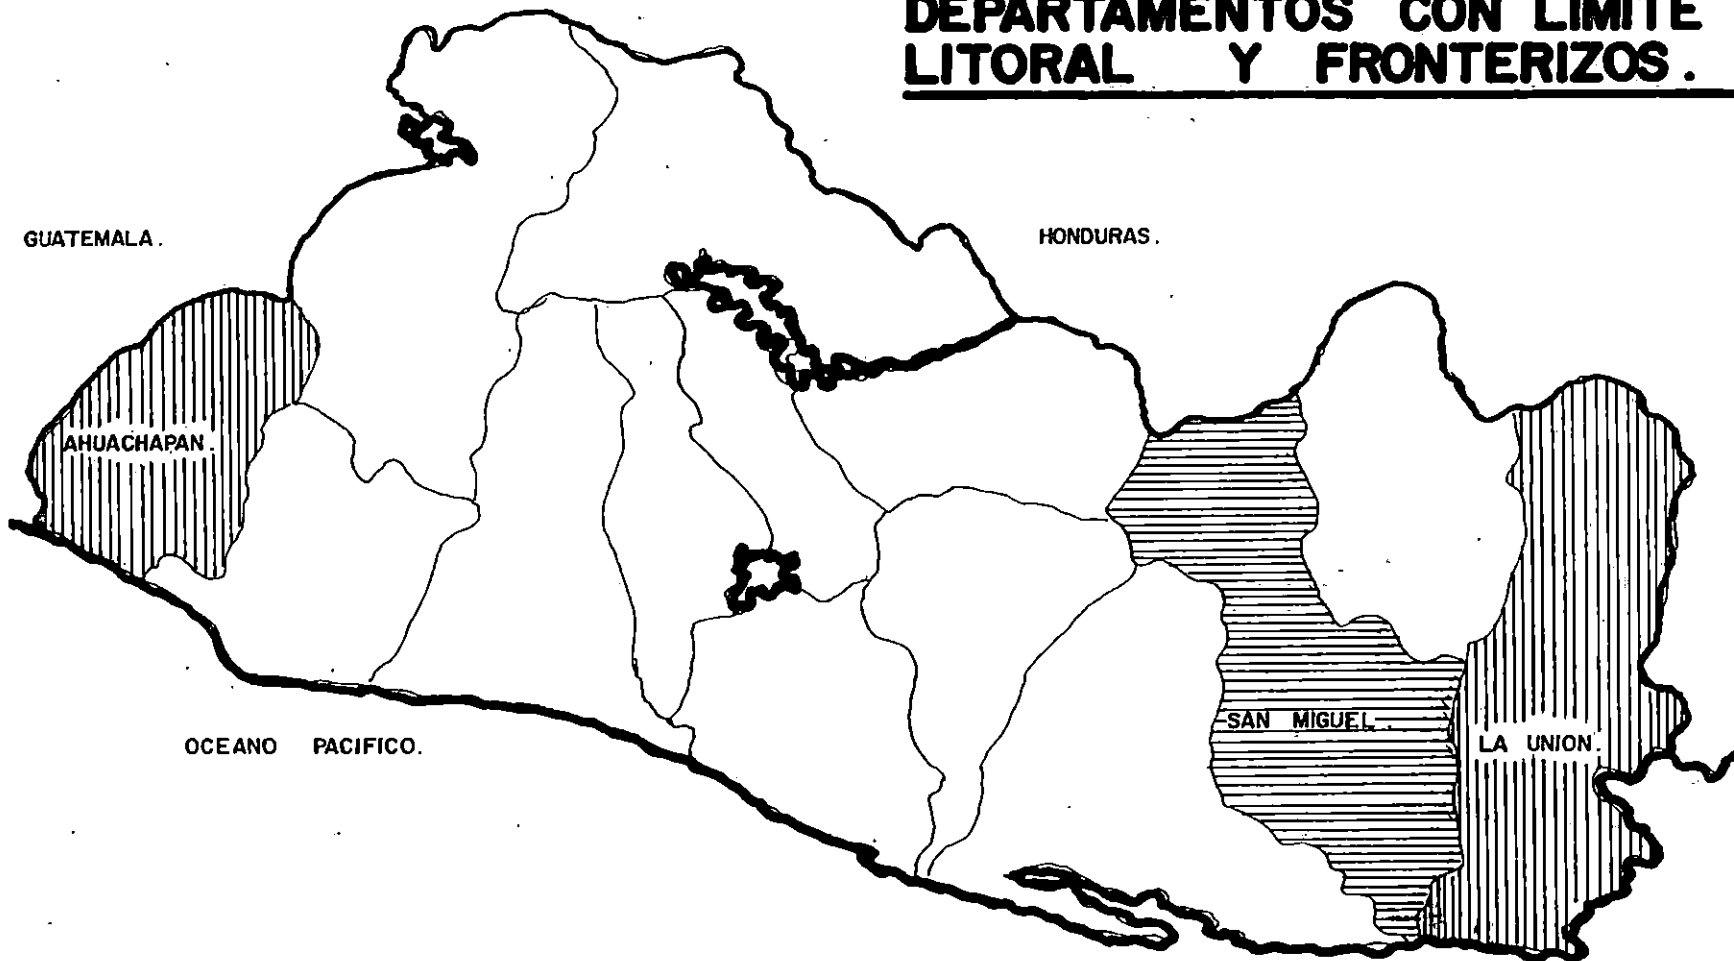 DEPARTAMENTOS CON LIMITE
LITORAL Y FRONTERIZOS.
GUATEMALA.
HONDURAS.
AHUACHAPAN.
SAN MIGUEL.
LA UNION.
OCEANO PACIFICO.